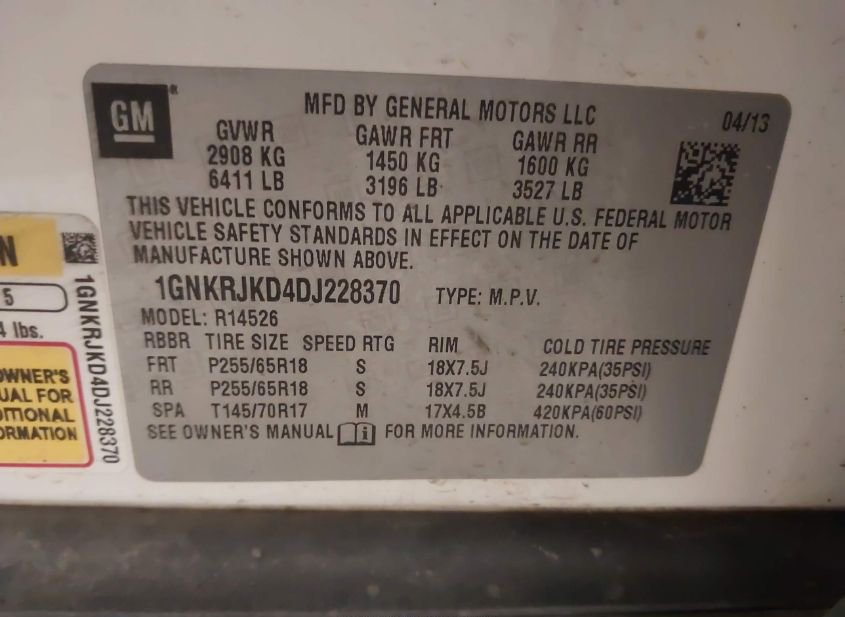 GM
MFD BY GENERAL MOTORS LLC
04/13
GVWR GAWR FRT GAWR RR
2908 KG 1450 KG 1600 KG
6411 LB 3196 LB 3527 LB
THIS VEHICLE CONFORMS TO ALL APPLICABLE U.S. FEDERAL MOTOR
VEHICLE SAFETY STANDARDS IN EFFECT ON THE DATE OF
MANUFACTURE SHOWN ABOVE.
1GNKRJKD4DJ228370 TYPE: M.P.V.
MODEL: R14526
RBBR TIRE SIZE SPEED RTG RIM COLD TIRE PRESSURE
FRT P255/65R18 S 18X7.5J 240KPA(35PSI)
RR P255/65R18 S 18X7.5J 240KPA(35PSI)
SPA T145/70R17 M 17X4.5B 420KPA(60PSI)
SEE OWNER'S MANUAL i FOR MORE INFORMATION.
N
5
4 lbs.
OWNER'S
UAL FOR
DITIONAL
ORMATION
1GNKRJKD4DJ228370